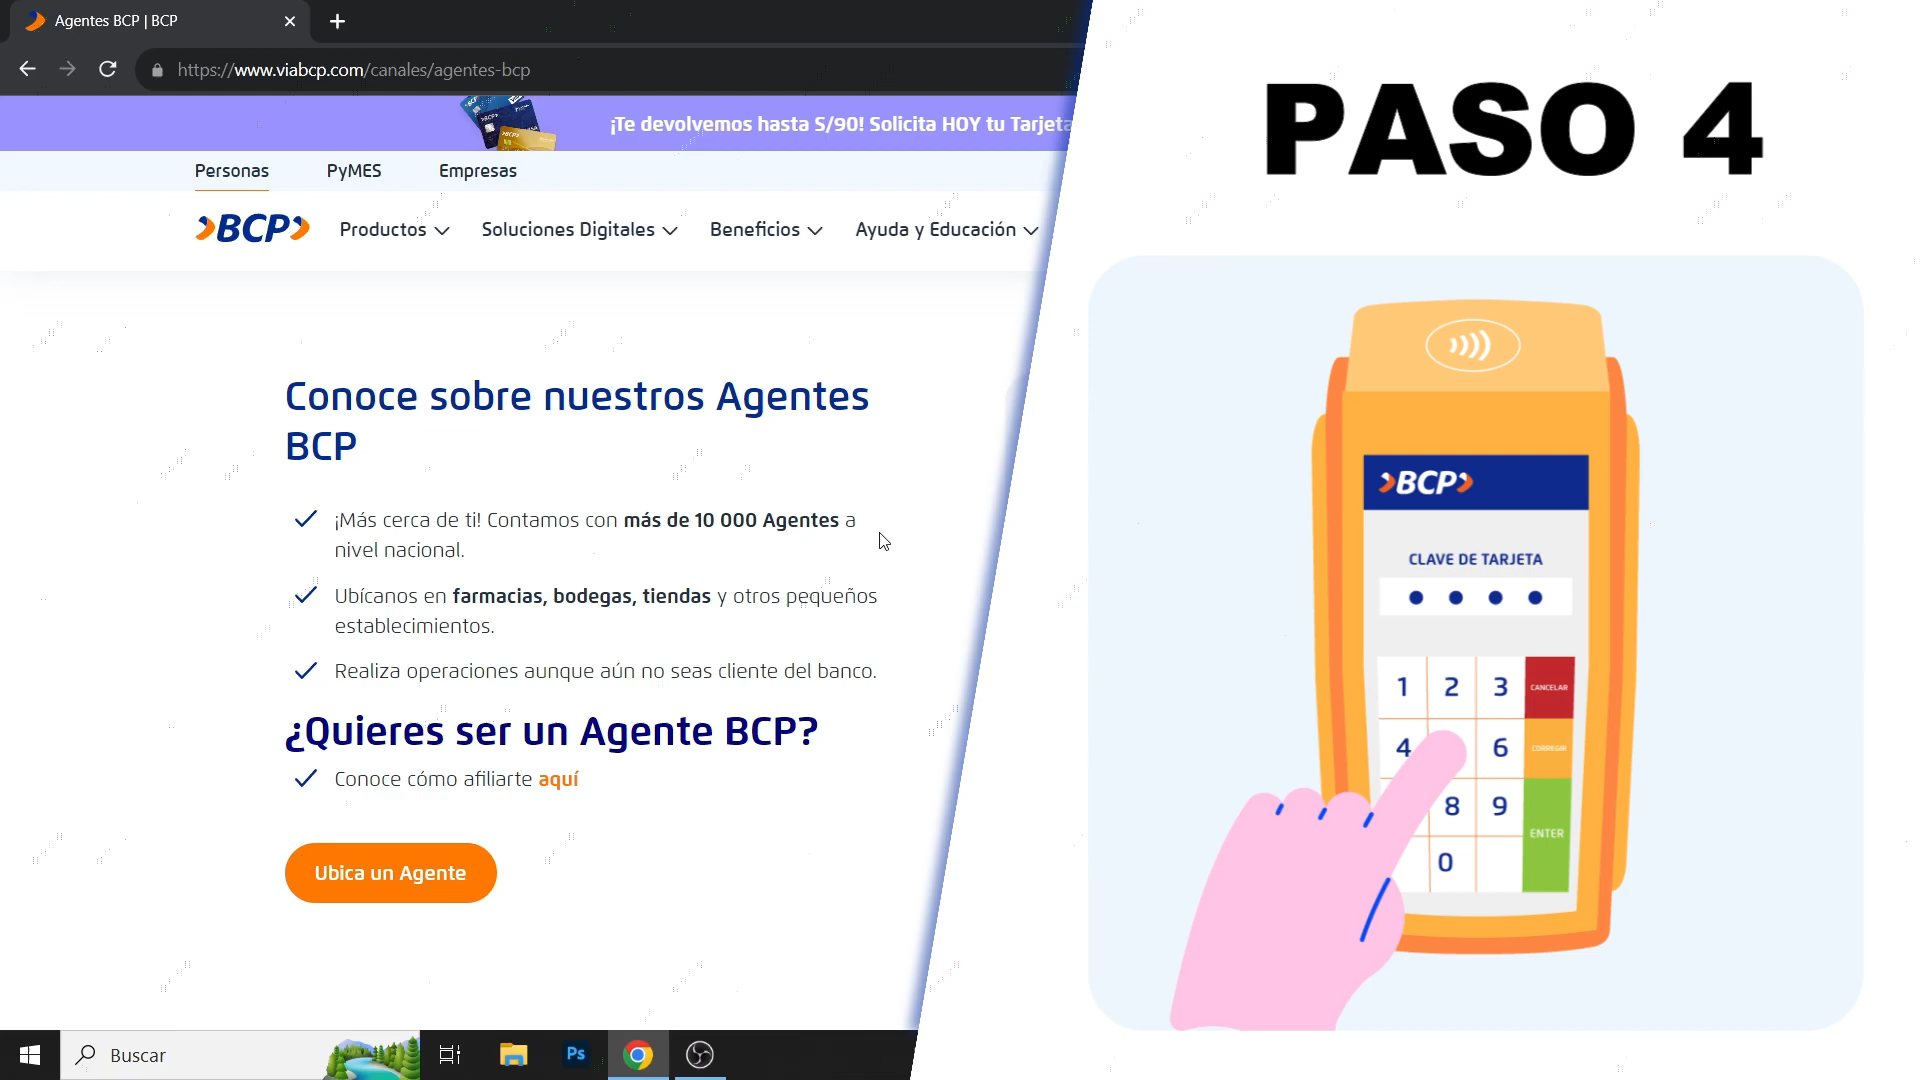 Agentes BCP | BCP
https://www.viabcp.com/canales/agentes-bcp
¡Te devolvemos hasta S/90! Solicita HOY tu Tarjeta
Personas PyMES Empresas
BCP Productos Soluciones Digitales Beneficios Ayuda y Educación
Conoce sobre nuestros Agentes
BCP
¡Más cerca de ti! Contamos con más de 10 000 Agentes a
nivel nacional.
Ubícanos en farmacias, bodegas, tiendas y otros pequeños
establecimientos.
Realiza operaciones aunque aún no seas cliente del banco.
¿Quieres ser un Agente BCP?
Conoce cómo afiliarte aquí
Ubica un Agente
Buscar
Ps
PASO 4
BCP
CLAVE DE TARJETA
1 2 3 CANCELAR
4 6 CORREGIR
8 9
ENTER
0